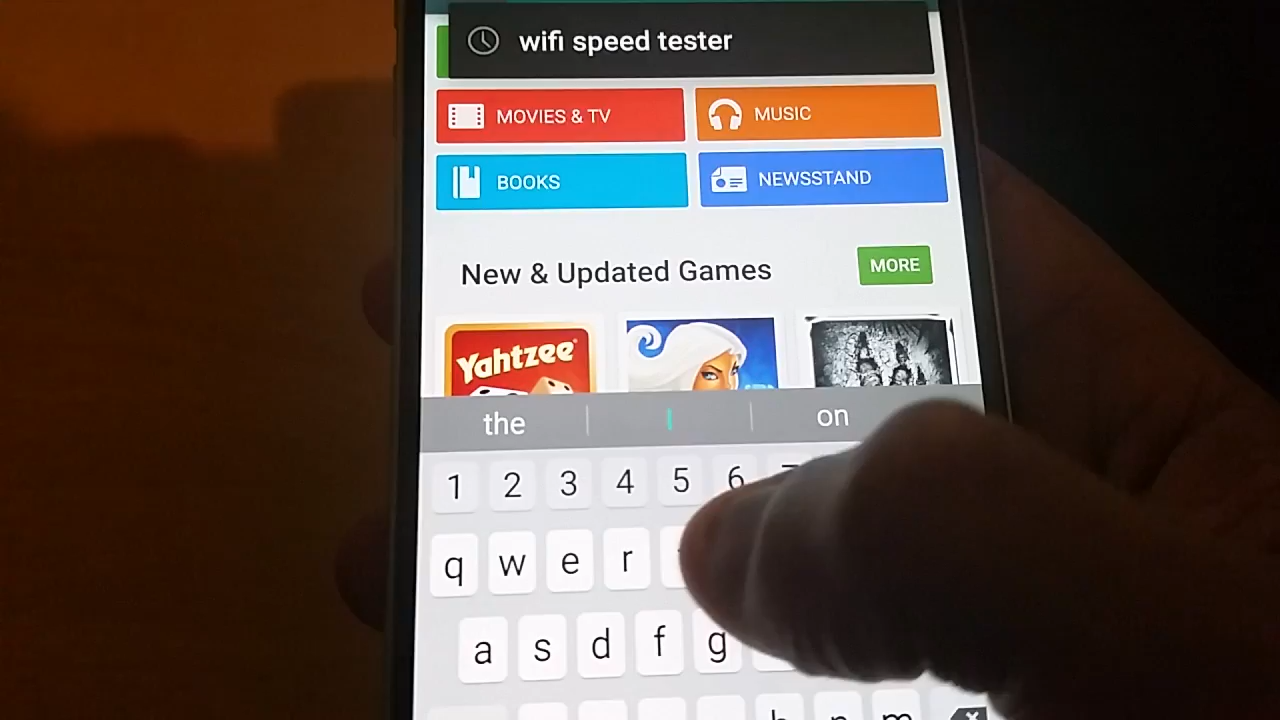 wifi speed tester
MOVIES & TV
MUSIC
BOOKS
NEWSSTAND
New & Updated Games
MORE
Yahtzee
the
on
1 2 3 4 5 6
q w e r
a s d f g
m